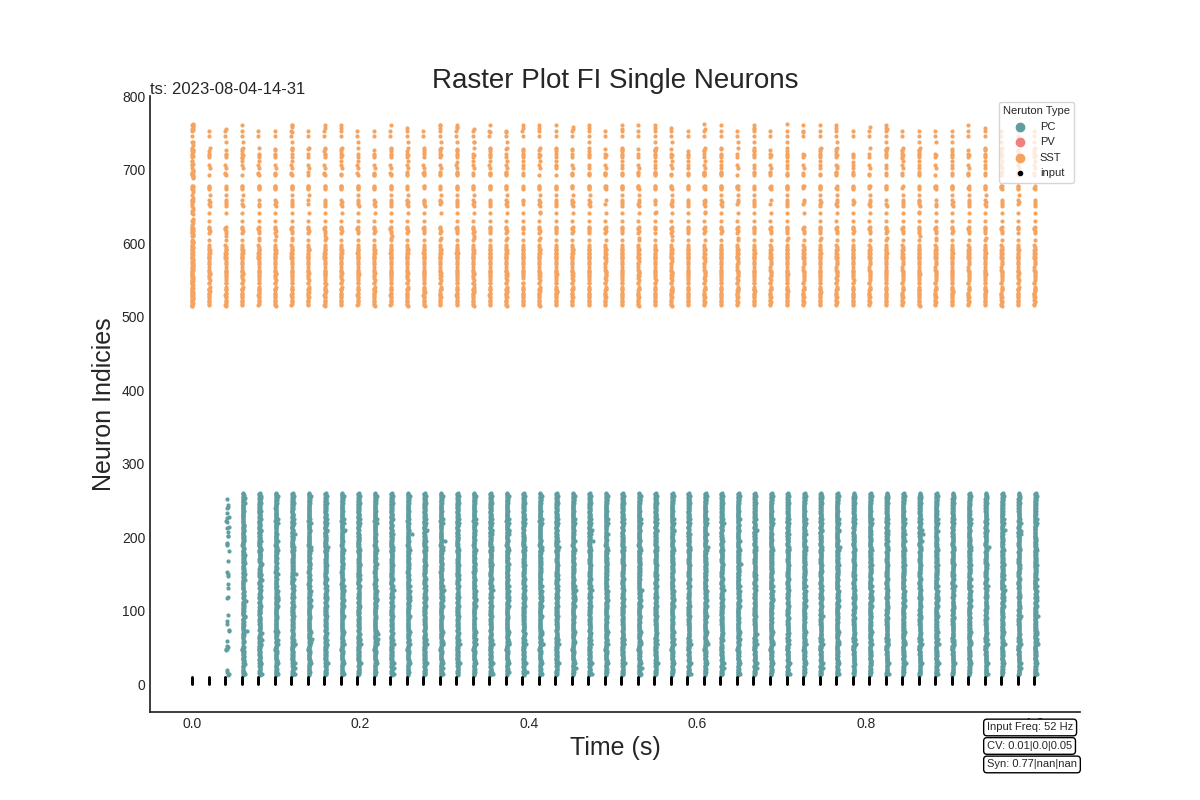 Raster Plot FI Single Neurons
ts: 2023-08-04-14-31
Neruton Type
PC
PV
SST
input
Neuron Indicies
800
700
600
500
400
300
200
100
0
0.0
0.2
0.4
0.6
0.8
Time (s)
Input Freq: 52 Hz
CV: 0.01|0.0|0.05
Syn: 0.77|nan|nan